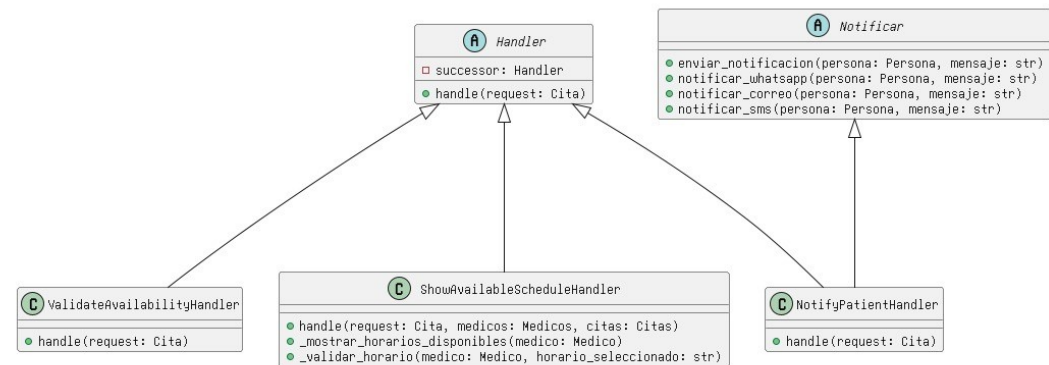 A Handler
successor: Handler
handle(request: Cita)
A Notificar
enviar_notificacion(persona: Persona, mensaje: str)
notificar_whatsapp(persona: Persona, mensaje: str)
notificar_correo(persona: Persona, mensaje: str)
notificar_sms(persona: Persona, mensaje: str)
C ValidateAvailabilityHandler
handle(request: Cita)
C ShowAvailableScheduleHandler
handle(request: Cita, medicos: Medicos, citas: Citas)
_mostrar_horarios_disponibles(medico: Medico)
_validar_horario(medico: Medico, horario_seleccionado: str)
C NotifyPatientHandler
handle(request: Cita)